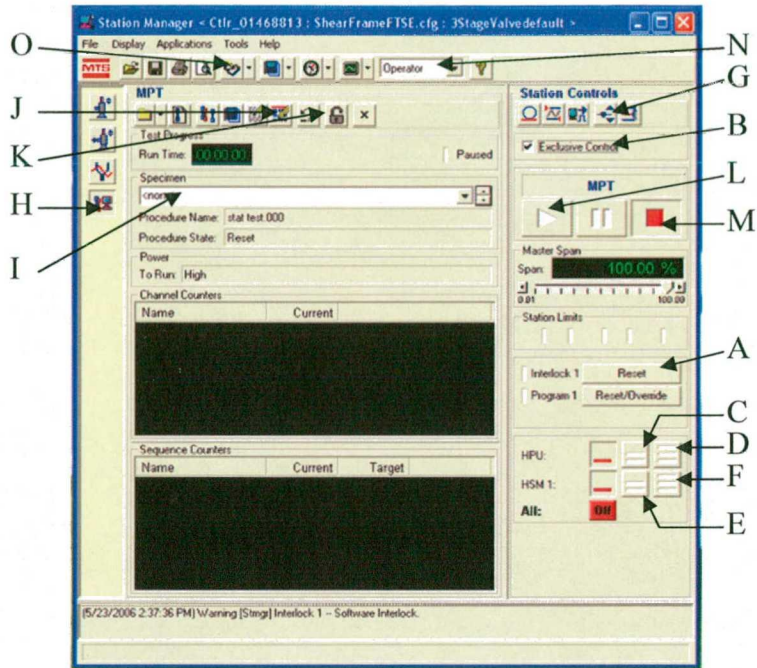 Station Manager < Ctlr_01468813 : ShearFrameFTSE.cfg : 3StageValvedefault >
File Display Applications Tools Help
MTS Operator ?
MPT
Test Progress
Run Time: 00:00:00 Paused
Specimen
Procedure Name: stat test.000
Procedure State: Reset
Power
To Run: High
Channel Counters
Name Current
Sequence Counters
Name Current Target
Station Controls
Exclusive Control
MPT
Master Span
Span: 100.00 %
0.01 100.00
Station Limits
Interlock 1 Reset
Program 1 Reset/Override
HPU:
HSM 1:
All: Off
(5/23/2006 2:37:36 PM) Warning [Stmgr] Interlock 1 -- Software Interlock.
O
J
K
H
I
N
G
B
L
M
A
C
D
F
E